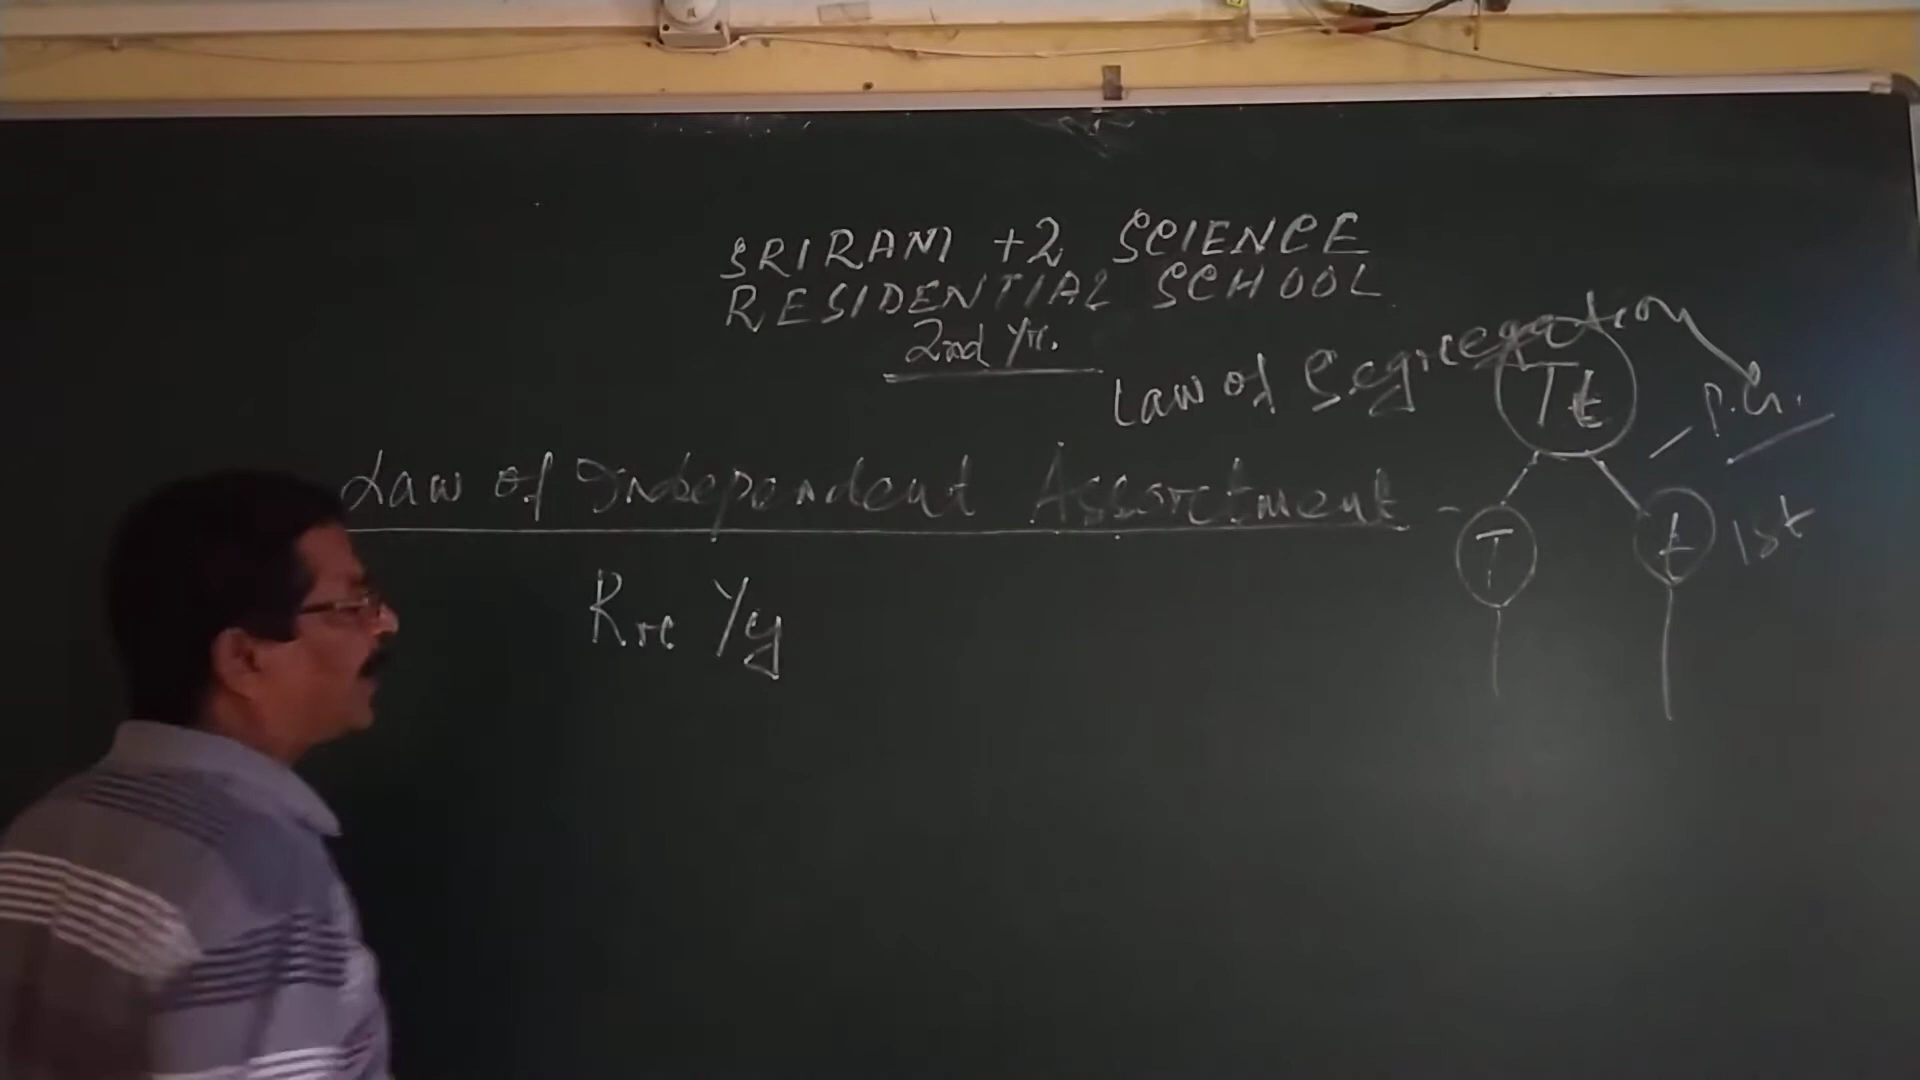 SRIRAM +2 SCIENCE
RESIDENTIAL SCHOOL
2nd Yr.
Law of Segregation
Tt
P.G.
Law of Independent Assortment
T
t
1st
Rr Yy